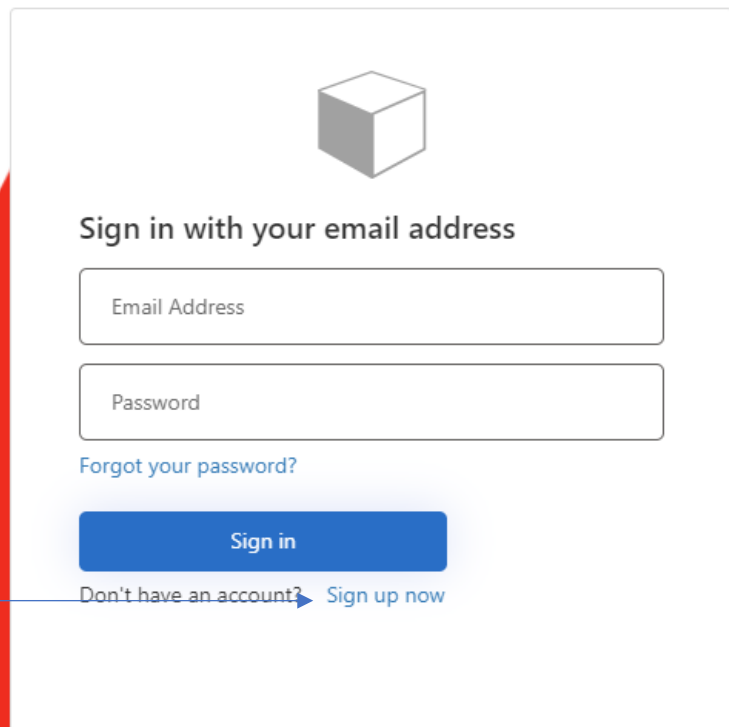 Sign in with your email address
Email Address
Password
Forgot your password?
Sign in
Don't have an account? Sign up now